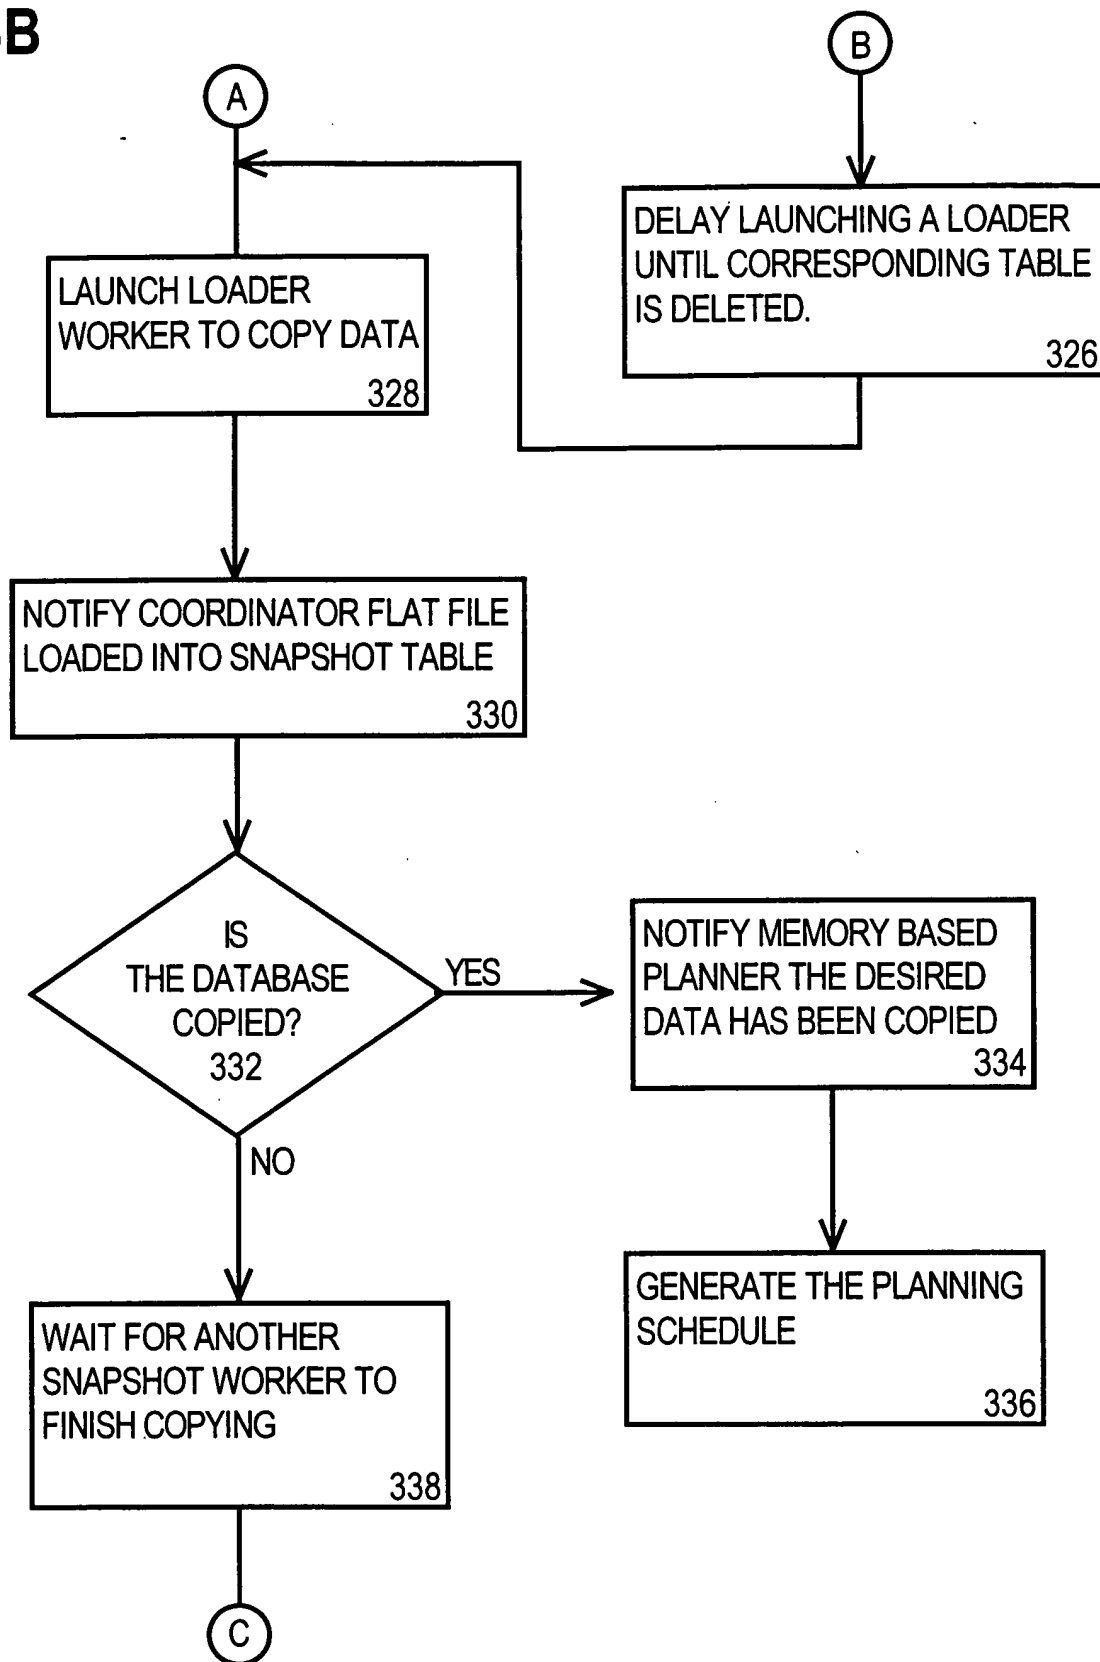 B
B
A
DELAY LAUNCHING A LOADER
UNTIL CORRESPONDING TABLE
IS DELETED.
326
LAUNCH LOADER
WORKER TO COPY DATA
328
NOTIFY COORDINATOR FLAT FILE
LOADED INTO SNAPSHOT TABLE
330
IS
THE DATABASE
COPIED?
332
YES
NO
NOTIFY MEMORY BASED
PLANNER THE DESIRED
DATA HAS BEEN COPIED
334
GENERATE THE PLANNING
SCHEDULE
336
WAIT FOR ANOTHER
SNAPSHOT WORKER TO
FINISH COPYING
338
C